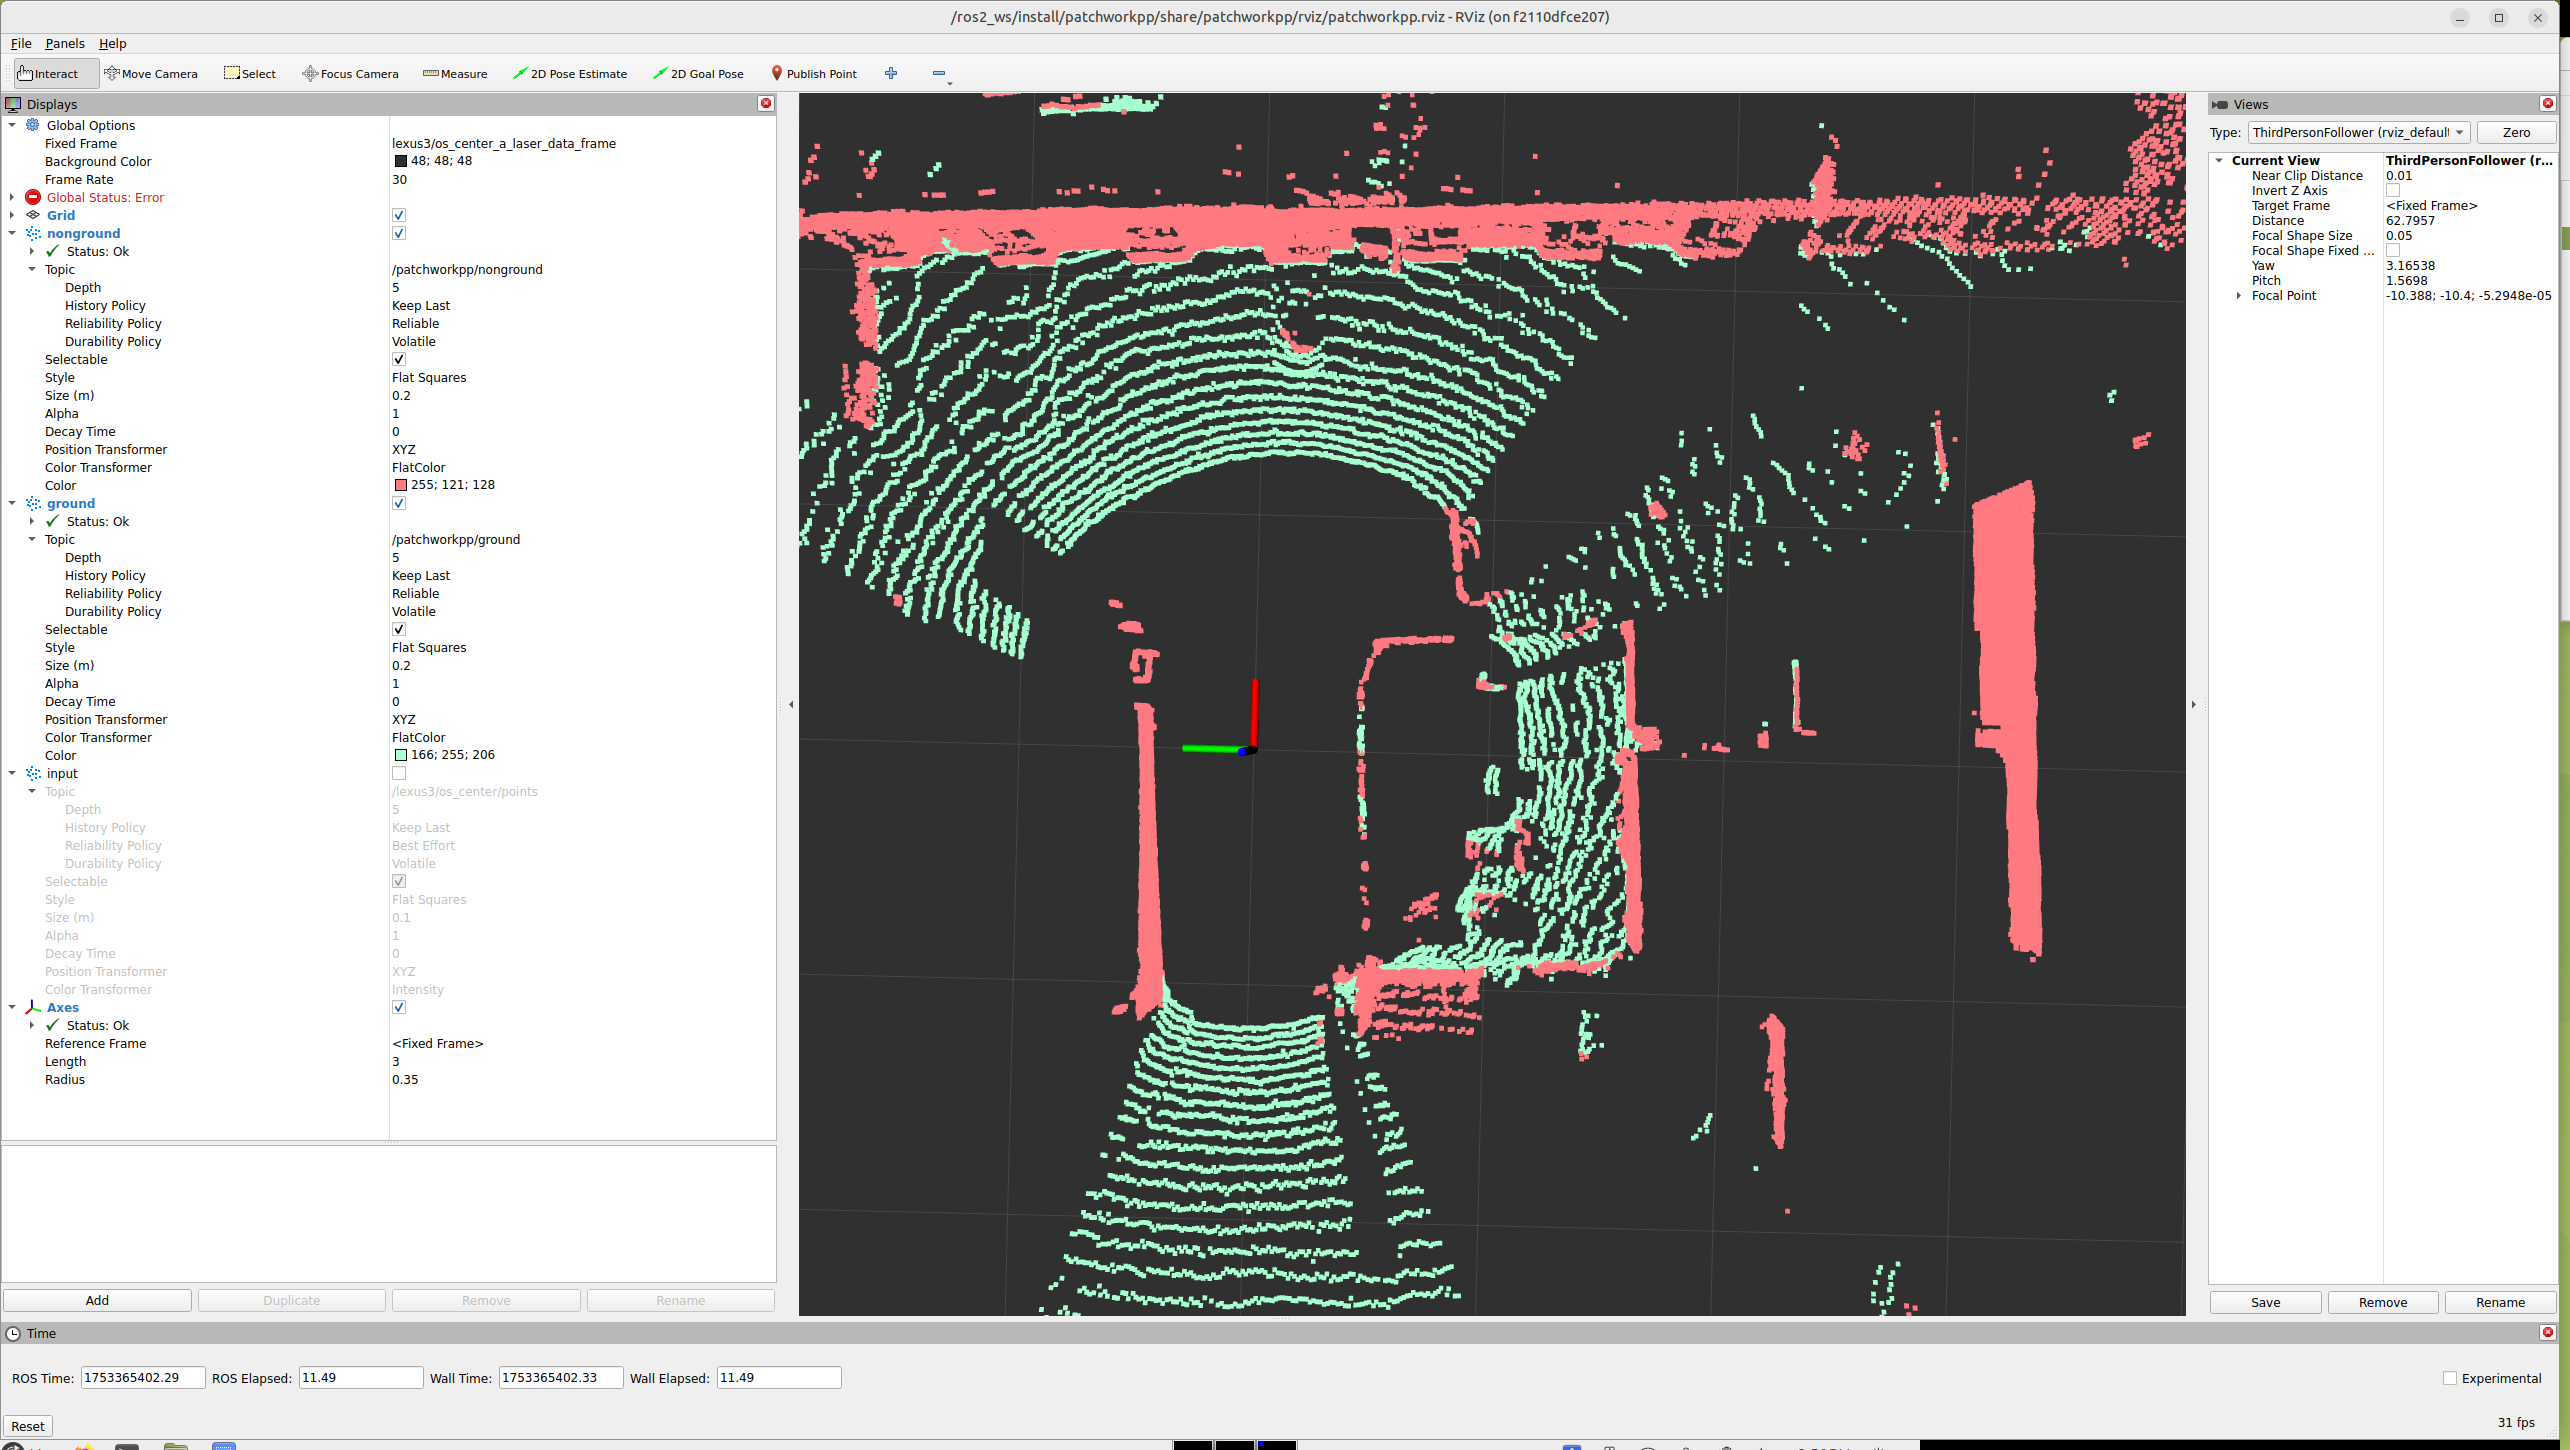 /ros2_ws/install/patchworkpp/share/patchworkpp/rviz/patchworkpp.rviz - RViz (on f2110dfce207)
File Panels Help
Interact Move Camera Select Focus Camera Measure 2D Pose Estimate 2D Goal Pose Publish Point
Displays
Global Options
Fixed Frame lexus3/os_center_a_laser_data_frame
Background Color 48; 48; 48
Frame Rate 30
Global Status: Error
Grid
nonground
Status: Ok
Topic /patchworkpp/nonground
Depth 5
History Policy Keep Last
Reliability Policy Reliable
Durability Policy Volatile
Selectable
Style Flat Squares
Size (m) 0.2
Alpha 1
Decay Time 0
Position Transformer XYZ
Color Transformer FlatColor
Color 255; 121; 128
ground
Status: Ok
Topic /patchworkpp/ground
Depth 5
History Policy Keep Last
Reliability Policy Reliable
Durability Policy Volatile
Selectable
Style Flat Squares
Size (m) 0.2
Alpha 1
Decay Time 0
Position Transformer XYZ
Color Transformer FlatColor
Color 166; 255; 206
input
Topic /lexus3/os_center/points
Depth 5
History Policy Keep Last
Reliability Policy Best Effort
Durability Policy Volatile
Selectable
Style Flat Squares
Size (m) 0.1
Alpha 1
Decay Time 0
Position Transformer XYZ
Color Transformer Intensity
Axes
Status: Ok
Reference Frame <Fixed Frame>
Length 3
Radius 0.35
Add Duplicate Remove Rename
Views
Type: ThirdPersonFollower (rviz_default Zero
Current View ThirdPersonFollower (r...
Near Clip Distance 0.01
Invert Z Axis
Target Frame <Fixed Frame>
Distance 62.7957
Focal Shape Size 0.05
Focal Shape Fixed ...
Yaw 3.16538
Pitch 1.5698
Focal Point -10.388; -10.4; -5.2948e-05
Save Remove Rename
Time
ROS Time: 1753365402.29 ROS Elapsed: 11.49 Wall Time: 1753365402.33 Wall Elapsed: 11.49 Experimental
Reset 31 fps